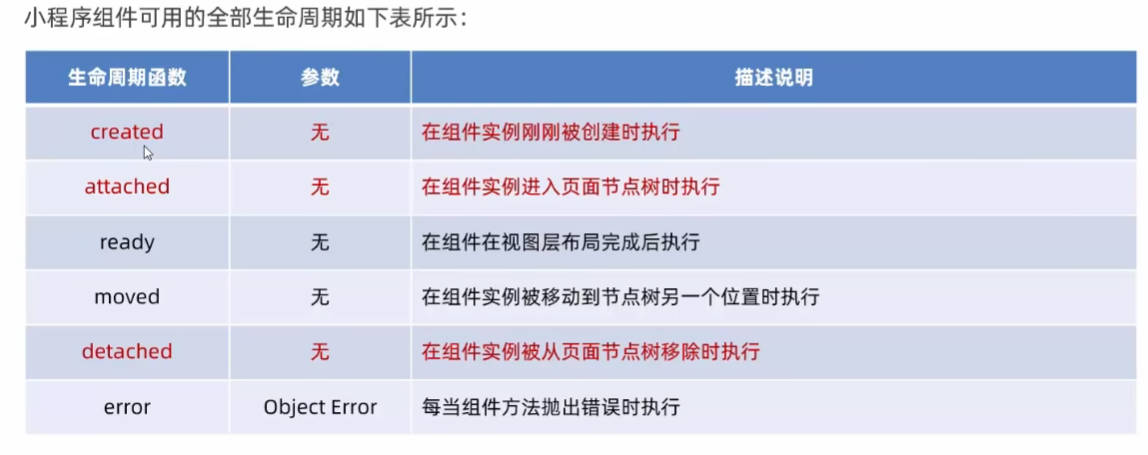 小程序组件可用的全部生命周期如下表所示：
生命周期函数 参数 描述说明
created 无 在组件实例刚刚被创建时执行
attached 无 在组件实例进入页面节点树时执行
ready 无 在组件在视图层布局完成后执行
moved 无 在组件实例被移动到节点树另一个位置时执行
detached 无 在组件实例被从页面节点树移除时执行
error Object Error 每当组件方法抛出错误时执行